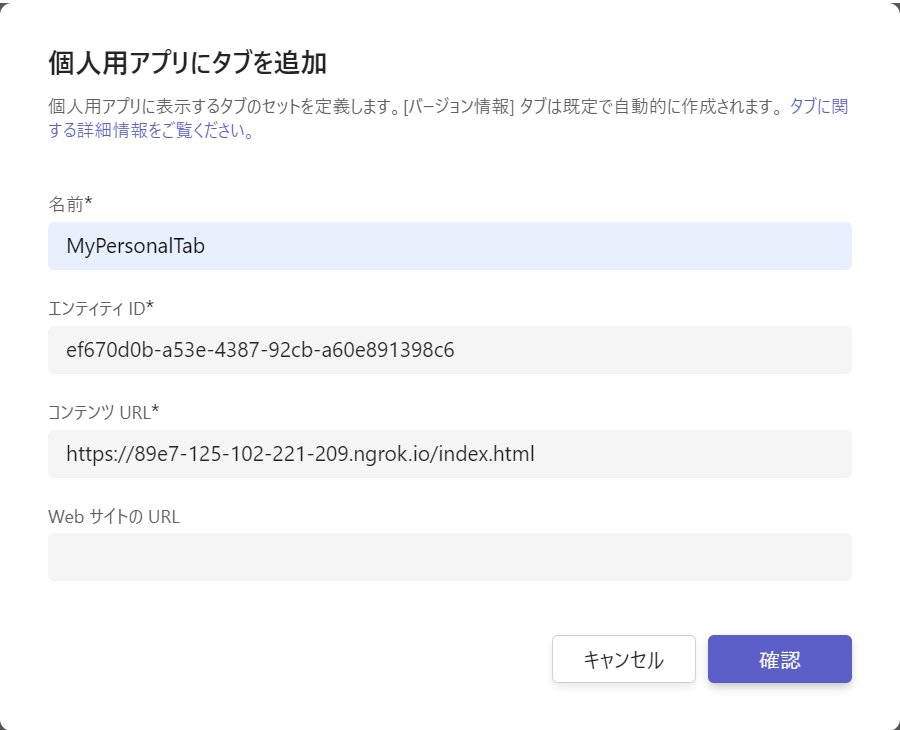 個人用アプリにタブを追加
個人用アプリに表示するタブのセットを定義します。[バージョン情報] タブは既定で自動的に作成されます。 タブに関
する詳細情報をご覧ください。
名前*
MyPersonalTab
エンティティ ID*
ef670d0b-a53e-4387-92cb-a60e891398c6
コンテンツ URL*
https://89e7-125-102-221-209.ngrok.io/index.html
Web サイトの URL
キャンセル
確認